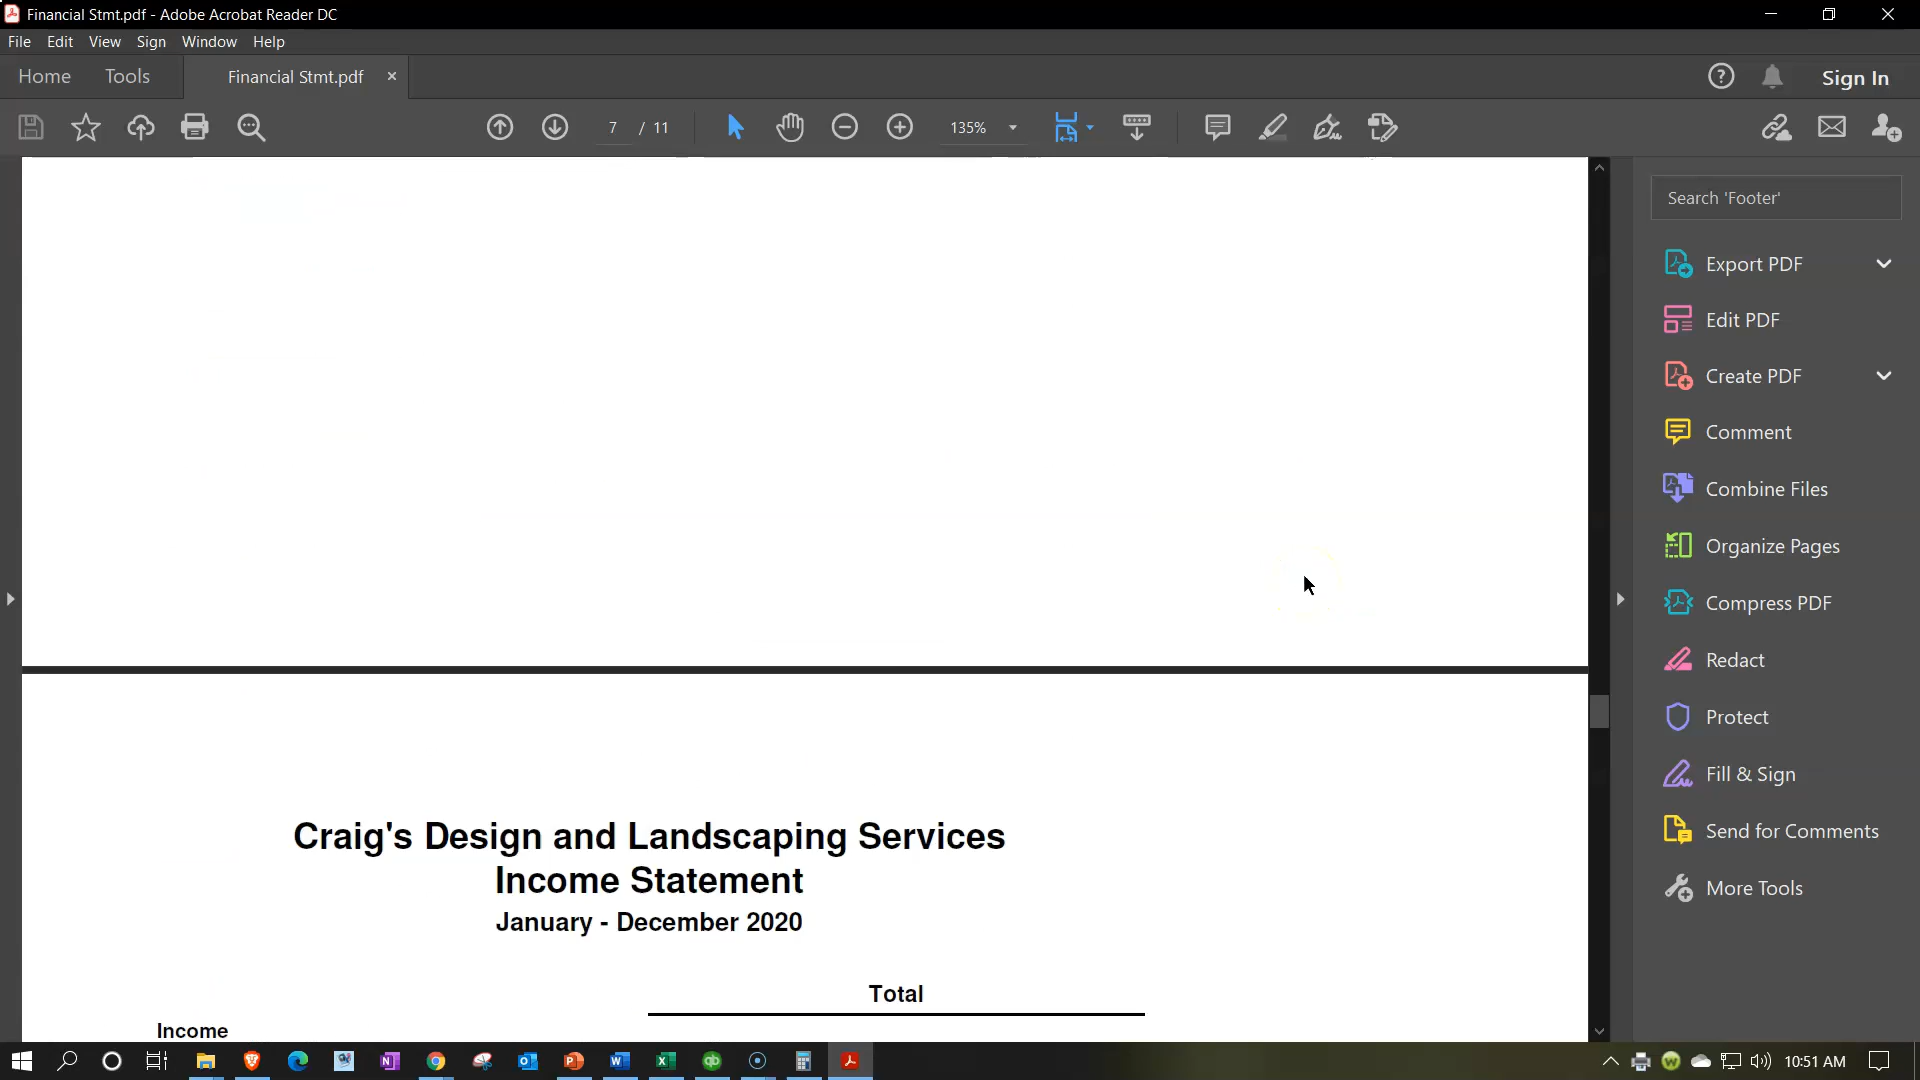 Financial Stmt.pdf - Adobe Acrobat Reader DC
File Edit View Sign Window Help
Home Tools Financial Stmt.pdf × Sign In
7 / 11 135%
Search 'Footer'
Export PDF
Edit PDF
Create PDF
Comment
Combine Files
Organize Pages
Compress PDF
Redact
Protect
Fill & Sign
Send for Comments
More Tools
Craig's Design and Landscaping Services
Income Statement
January - December 2020
Total
Income
10:51 AM